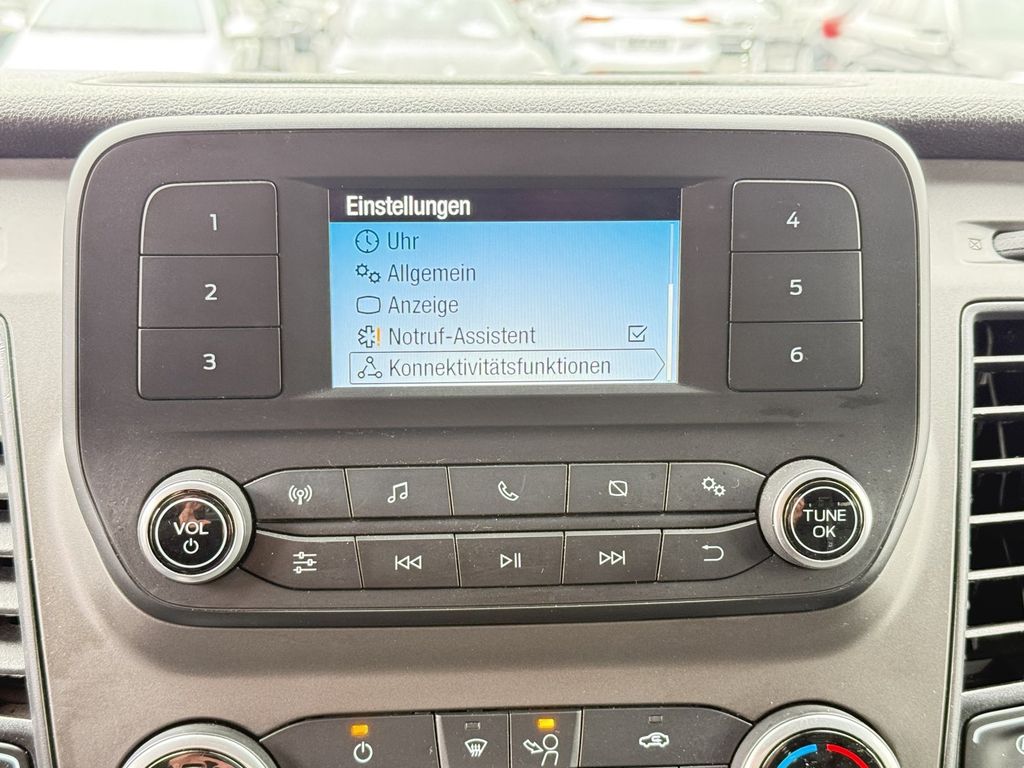 Einstellungen
Uhr
Allgemein
Anzeige
Notruf-Assistent
Konnektivitätsfunktionen
1
2
3
4
5
6
VOL
TUNE
OK